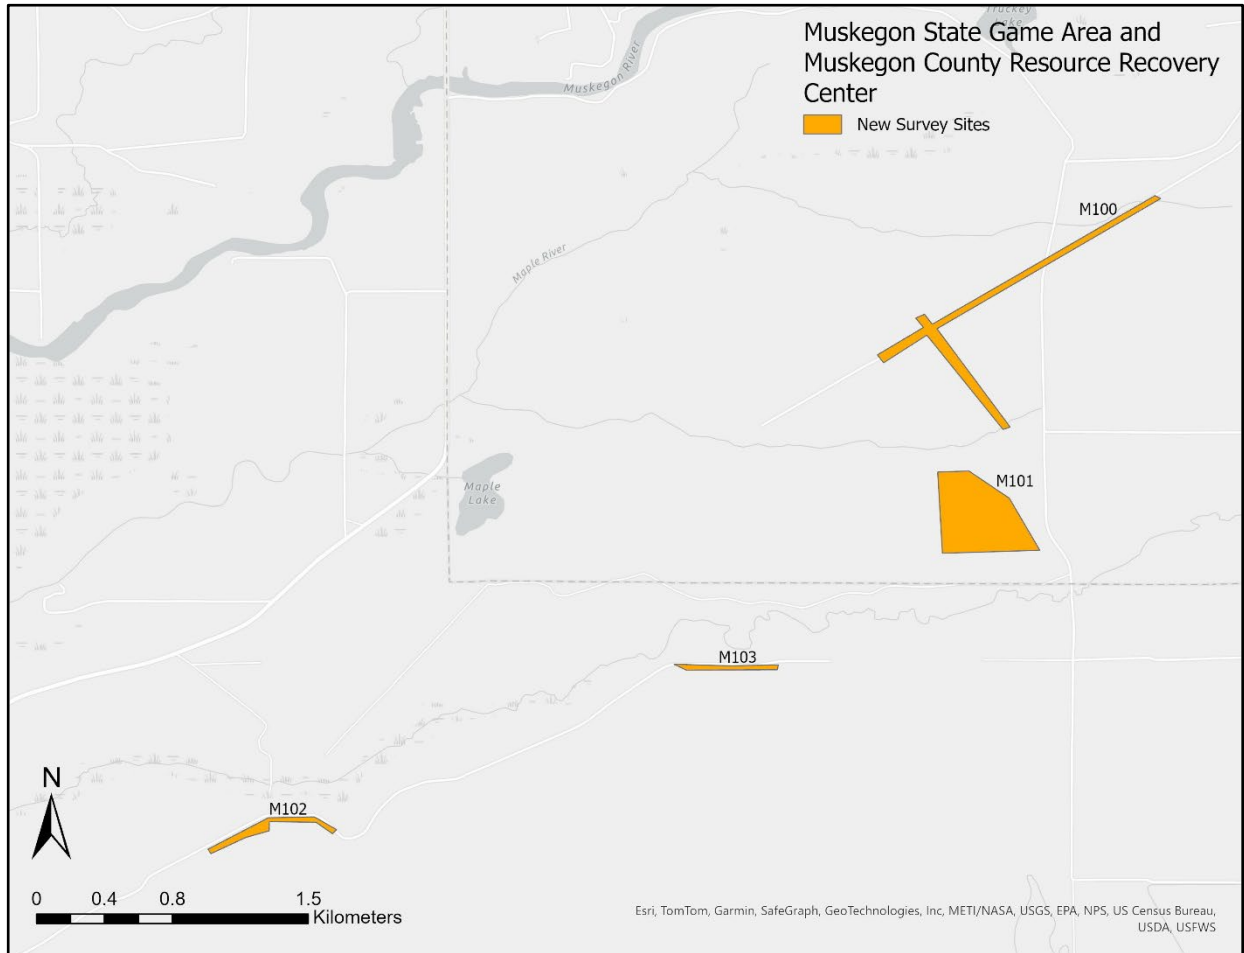 Truckey
Lake
Muskegon State Game Area and
Muskegon County Resource Recovery
Center
New Survey Sites
Muskegon River
M100
Maple River
M101
Maple
Lake
M103
N
M102
0 0.4 0.8 1.5
Kilometers
Esri, TomTom, Garmin, SafeGraph, GeoTechnologies, Inc, METI/NASA, USGS, EPA, NPS, US Census Bureau,
USDA, USFWS